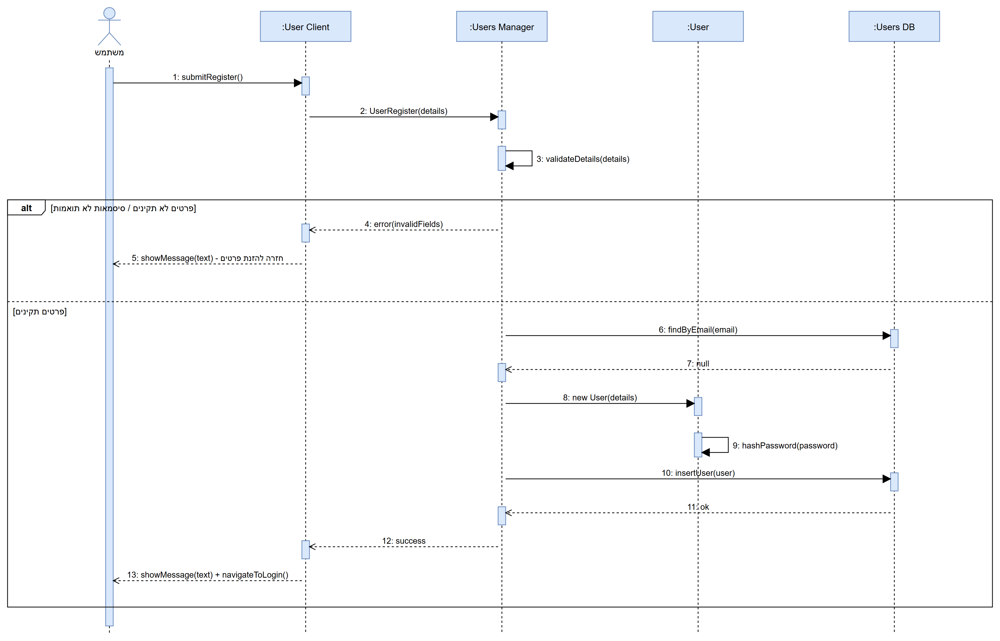 משתמש
:User Client
:Users Manager
:User
:Users DB
1: submitRegister()
2: UserRegister(details)
3: validateDetails(details)
alt
[פרטים לא תקינים / סיסמאות לא תואמות]
4: error(invalidFields)
5: showMessage(text) - חזרה להזנת פרטים
[פרטים תקינים]
6: findByEmail(email)
7: null
8: new User(details)
9: hashPassword(password)
10: insertUser(user)
11: ok
12: success
13: showMessage(text) + navigateToLogin()